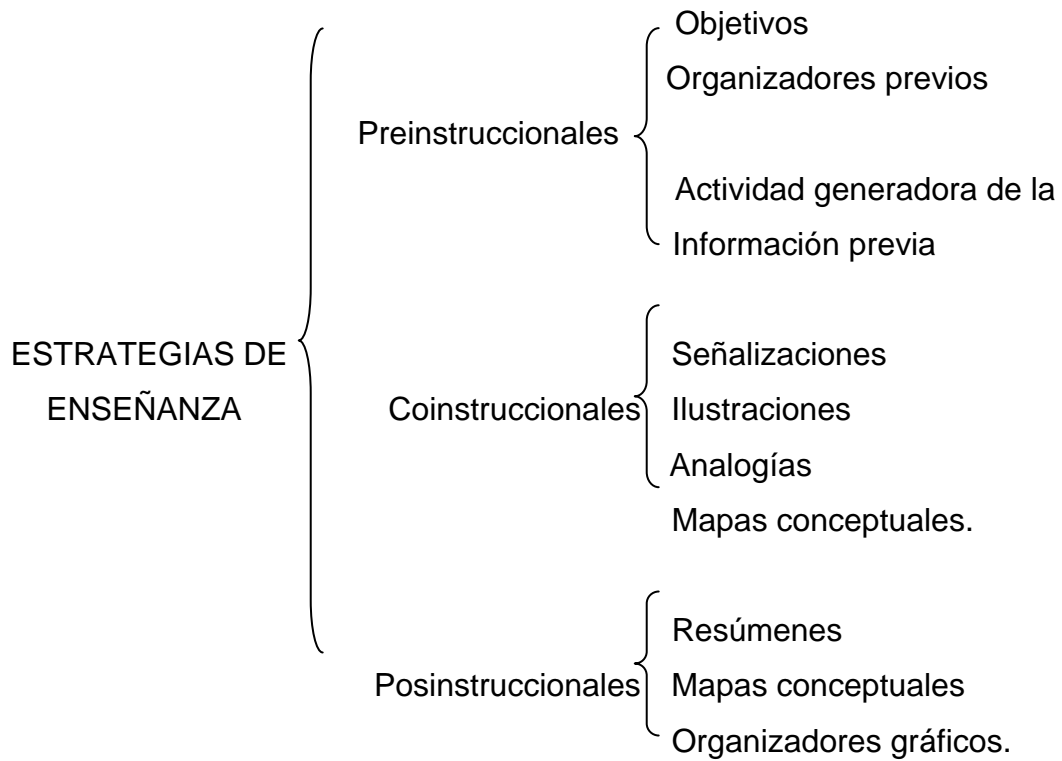 Objetivos
Organizadores previos
Preinstruccionales
Actividad generadora de la
Información previa
ESTRATEGIAS DE
ENSEÑANZA
Señalizaciones
Coinstruccionales
Ilustraciones
Analogías
Mapas conceptuales.
Resúmenes
Posinstruccionales
Mapas conceptuales
Organizadores gráficos.